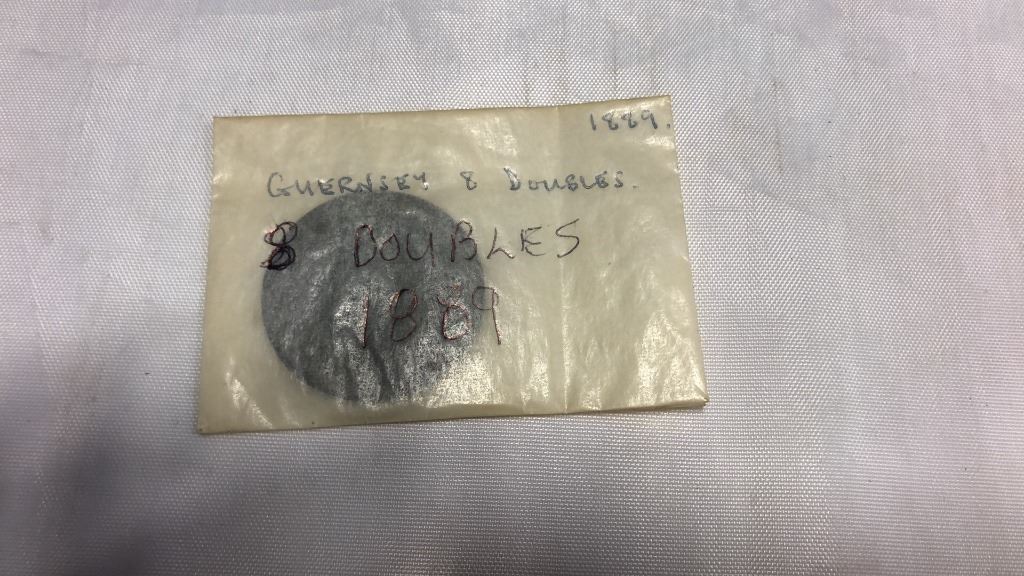 1889.
GUERNSEY 8 DOUBLES.
8 DOUBLES
1889